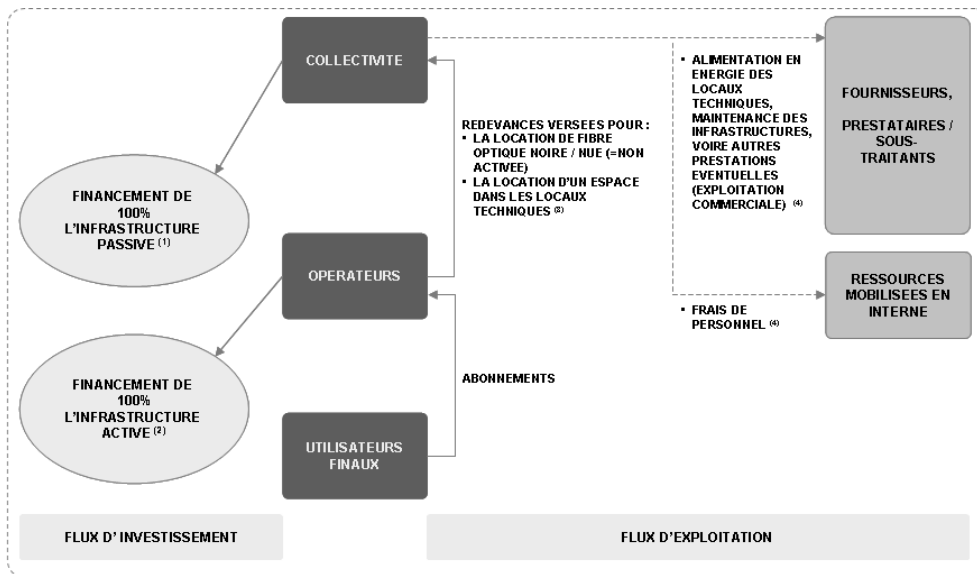 COLLECTIVITE
REDEVANCES VERSEES POUR :
▪ LA LOCATION DE FIBRE
OPTIQUE NOIRE / NUE (=NON
ACTIVEE)
▪ LA LOCATION D'UN ESPACE
DANS LES LOCAUX
TECHNIQUES (3)
▪ ALIMENTATION EN
ENERGIE DES
LOCAUX
TECHNIQUES,
MAINTENANCE DES
INFRASTRUCTURES,
VOIRE AUTRES
PRESTATIONS
EVENTUELLES
(EXPLOITATION
COMMERCIALE) (4)
FOURNISSEURS,
PRESTATAIRES /
SOUS-
TRAITANTS
FINANCEMENT DE
100%
L'INFRASTRUCTURE
PASSIVE (1)
OPERATEURS
RESSOURCES
MOBILISEES EN
INTERNE
▪ FRAIS DE
PERSONNEL (4)
FINANCEMENT DE
100%
L'INFRASTRUCTURE
ACTIVE (2)
ABONNEMENTS
UTILISATEURS
FINAUX
FLUX D' INVESTISSEMENT
FLUX D'EXPLOITATION